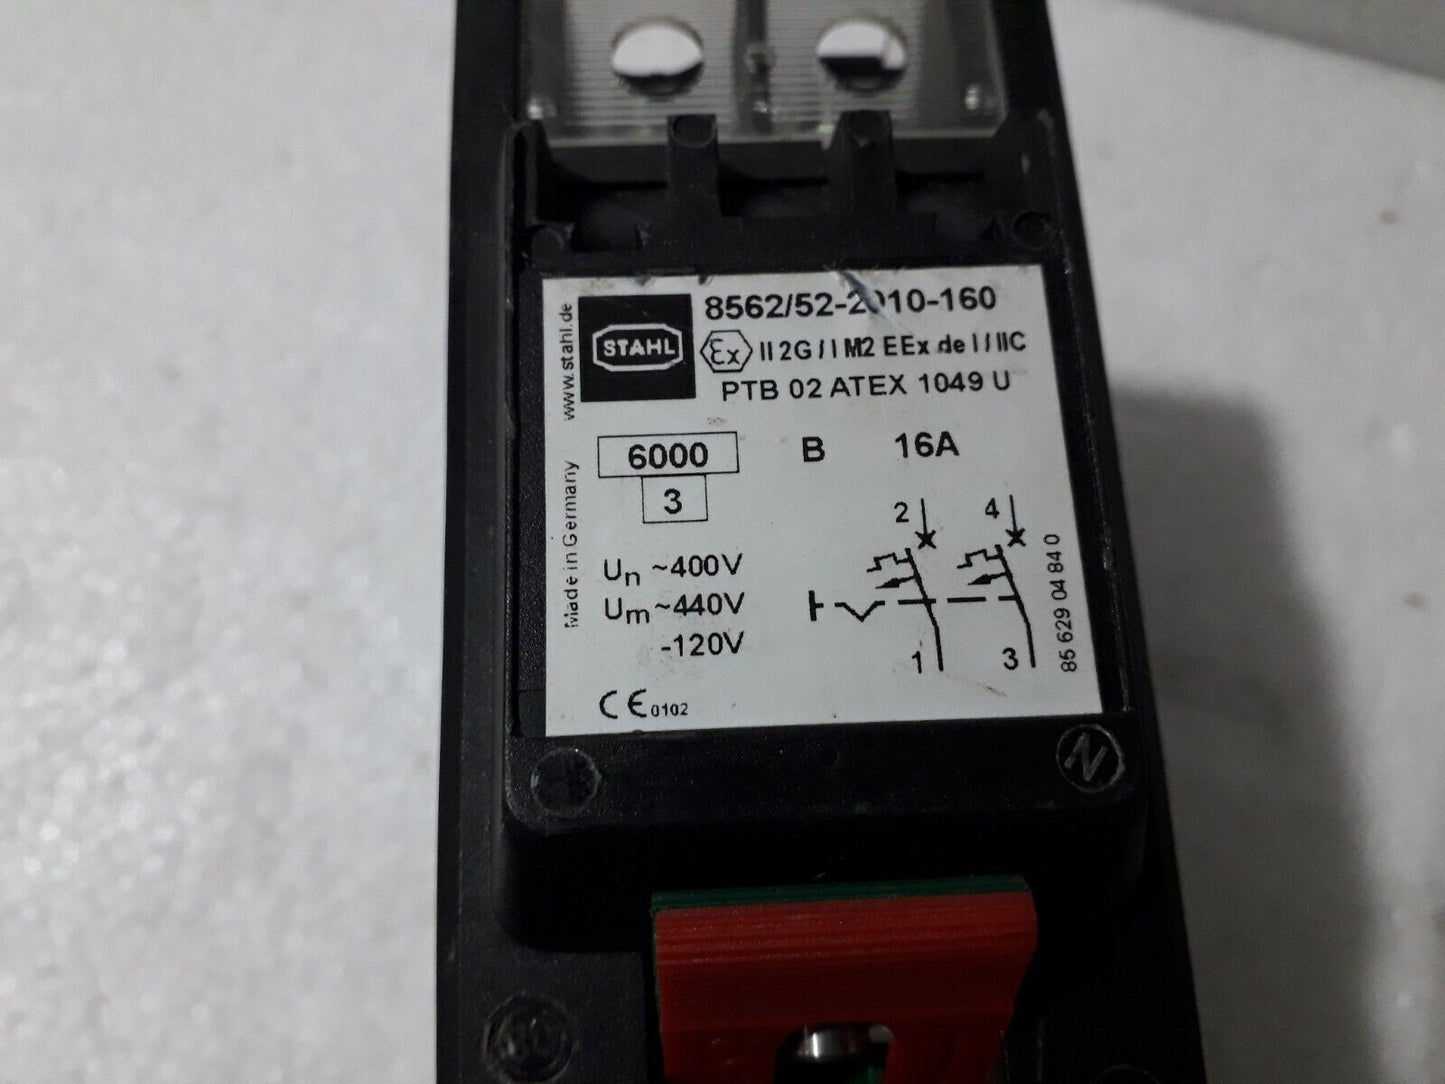 8562/52-2010-160
STAHL
Ex II 2G / I M2 EEx de I / IIC
PTB 02 ATEX 1049 U
www.stahl.de
Made in Germany
6000 B 16A
3
2 4
Un ~400V
Um ~440V
-120V
1 3
85 629 04 84 0
CE 0102
N